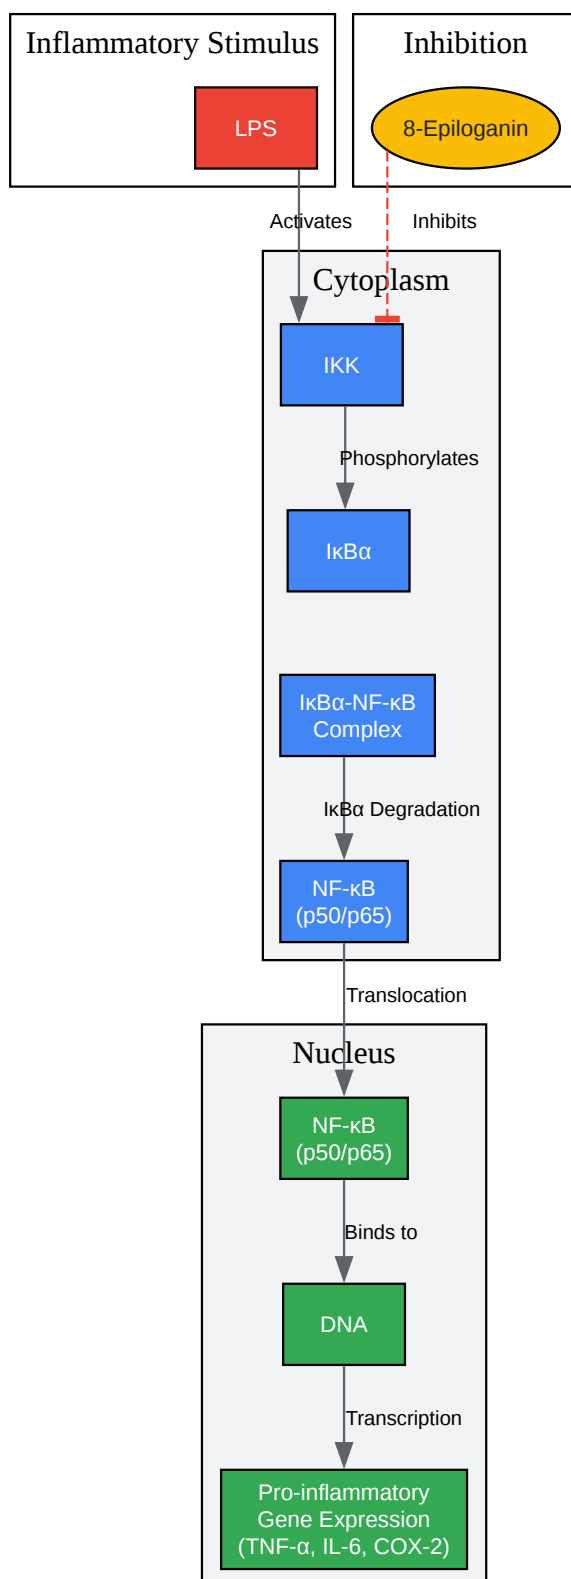 Inflammatory Stimulus
Inhibition
LPS
8-Epiloganin
Activates
Inhibits
Cytoplasm
IKK
Phosphorylates
IκBα
IκBα-NF-κB
Complex
IκBα Degradation
NF-κB
(p50/p65)
Translocation
Nucleus
NF-κB
(p50/p65)
Binds to
DNA
Transcription
Pro-inflammatory
Gene Expression
(TNF-α, IL-6, COX-2)